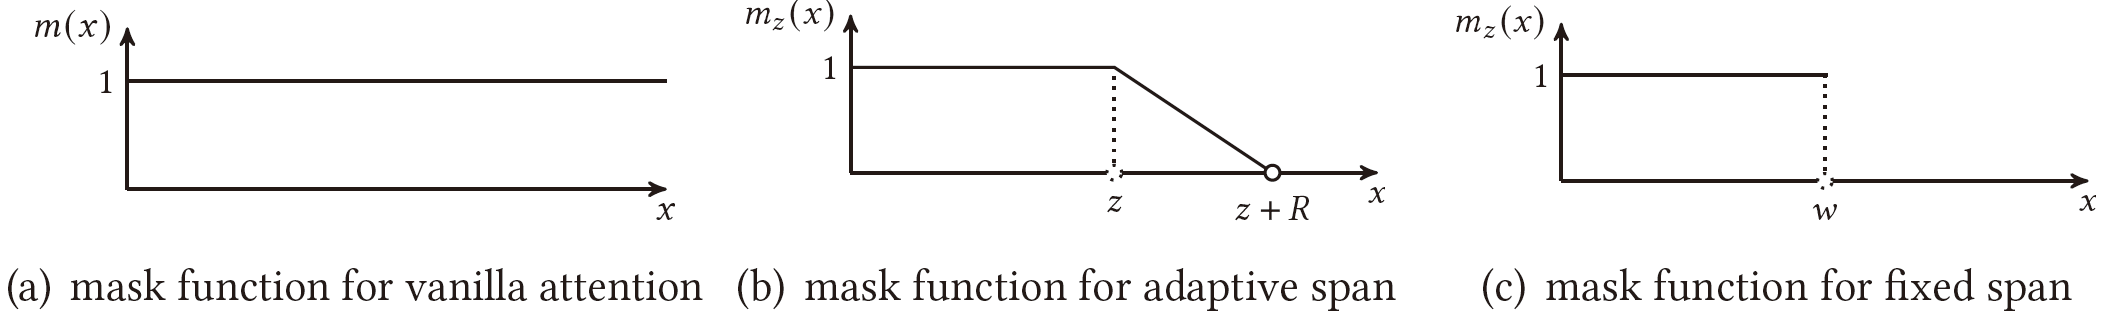 m(x)
1
x
(a) mask function for vanilla attention
m_z(x)
1
z
z + R
x
(b) mask function for adaptive span
m_z(x)
1
w
x
(c) mask function for fixed span